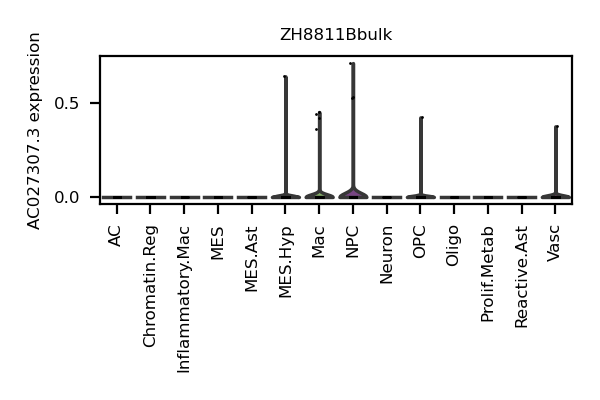 ZH8811Bbulk
AC027307.3 expression
0.5
0.0
AC
Chromatin.Reg
Inflammatory.Mac
MES
MES.Ast
MES.Hyp
Mac
NPC
Neuron
OPC
Oligo
Prolif.Metab
Reactive.Ast
Vasc